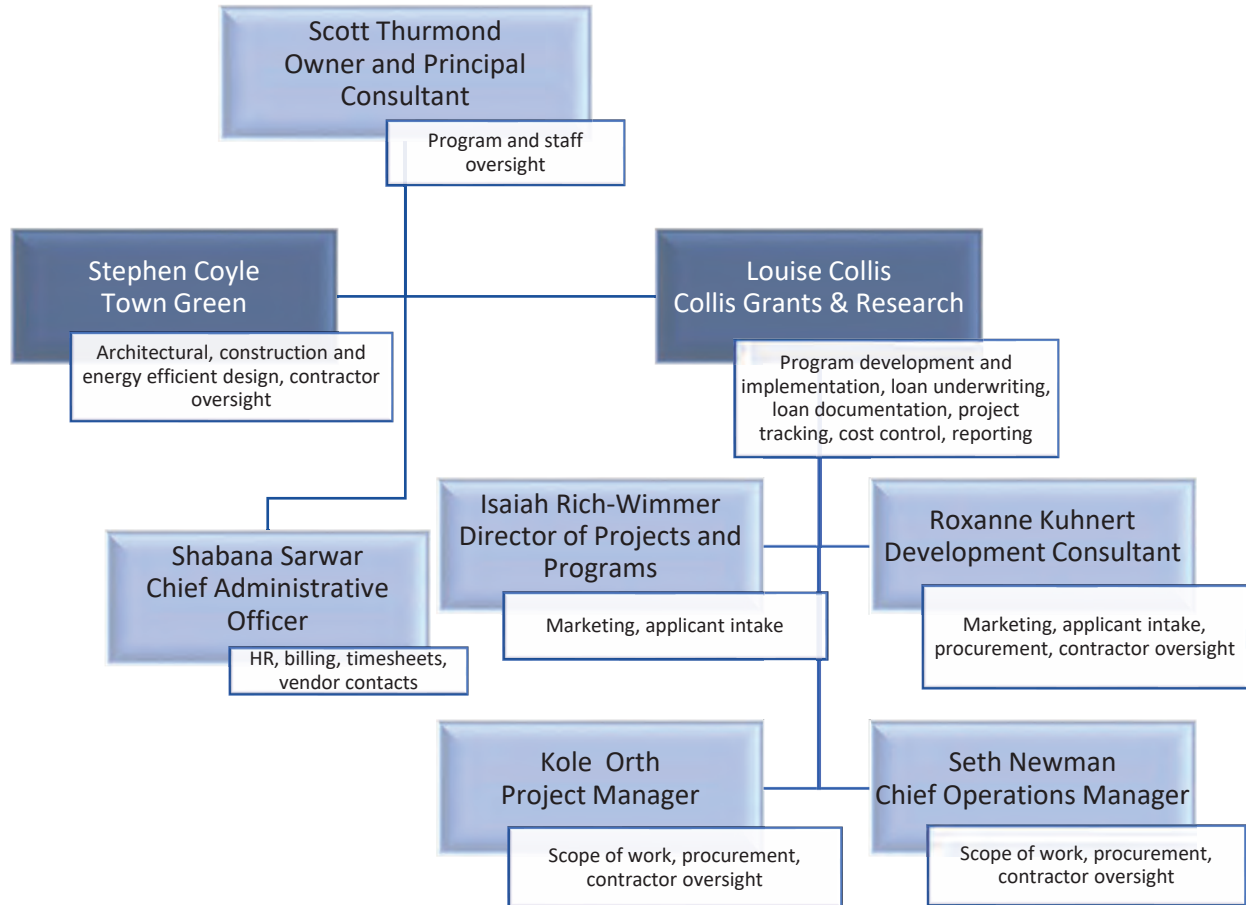 Scott Thurmond
Owner and Principal
Consultant
Program and staff
oversight
Stephen Coyle
Town Green
Architectural, construction and
energy efficient design, contractor
oversight
Louise Collis
Collis Grants & Research
Program development and
implementation, loan underwriting,
loan documentation, project
tracking, cost control, reporting
Shabana Sarwar
Chief Administrative
Officer
HR, billing, timesheets,
vendor contacts
Isaiah Rich-Wimmer
Director of Projects and
Programs
Marketing, applicant intake
Roxanne Kuhnert
Development Consultant
Marketing, applicant intake,
procurement, contractor oversight
Kole Orth
Project Manager
Scope of work, procurement,
contractor oversight
Seth Newman
Chief Operations Manager
Scope of work, procurement,
contractor oversight